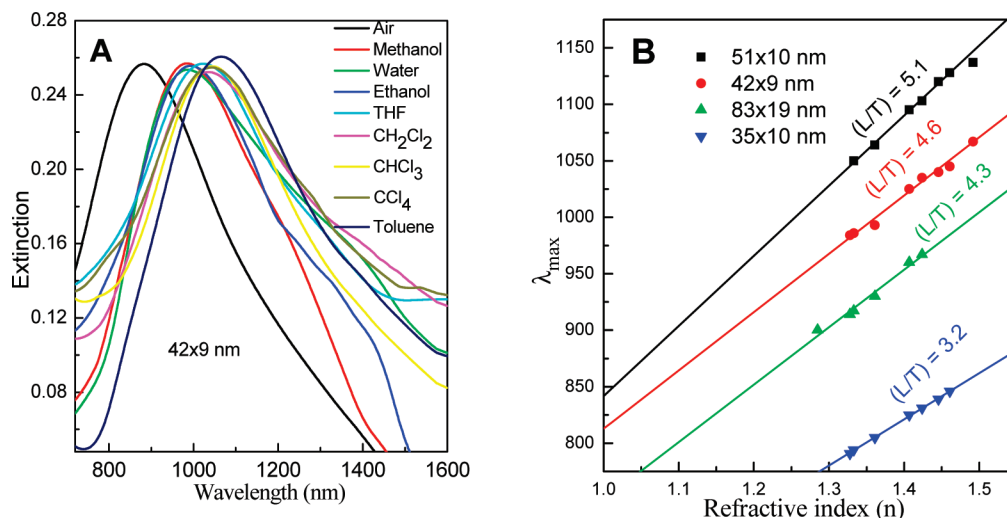 A
Air
Methanol
Water
Ethanol
THF
CH₂Cl₂
CHCl₃
CCl₄
Toluene
42x9 nm
0.28
0.24
0.20
0.16
0.12
0.08
Extinction
800 1000 1200 1400 1600
Wavelength (nm)
B
51x10 nm
42x9 nm
83x19 nm
35x10 nm
(L/T) = 5.1
(L/T) = 4.6
(L/T) = 4.3
(L/T) = 3.2
1150
1100
1050
1000
950
900
850
800
λmax
1.0 1.1 1.2 1.3 1.4 1.5
Refractive index (n)